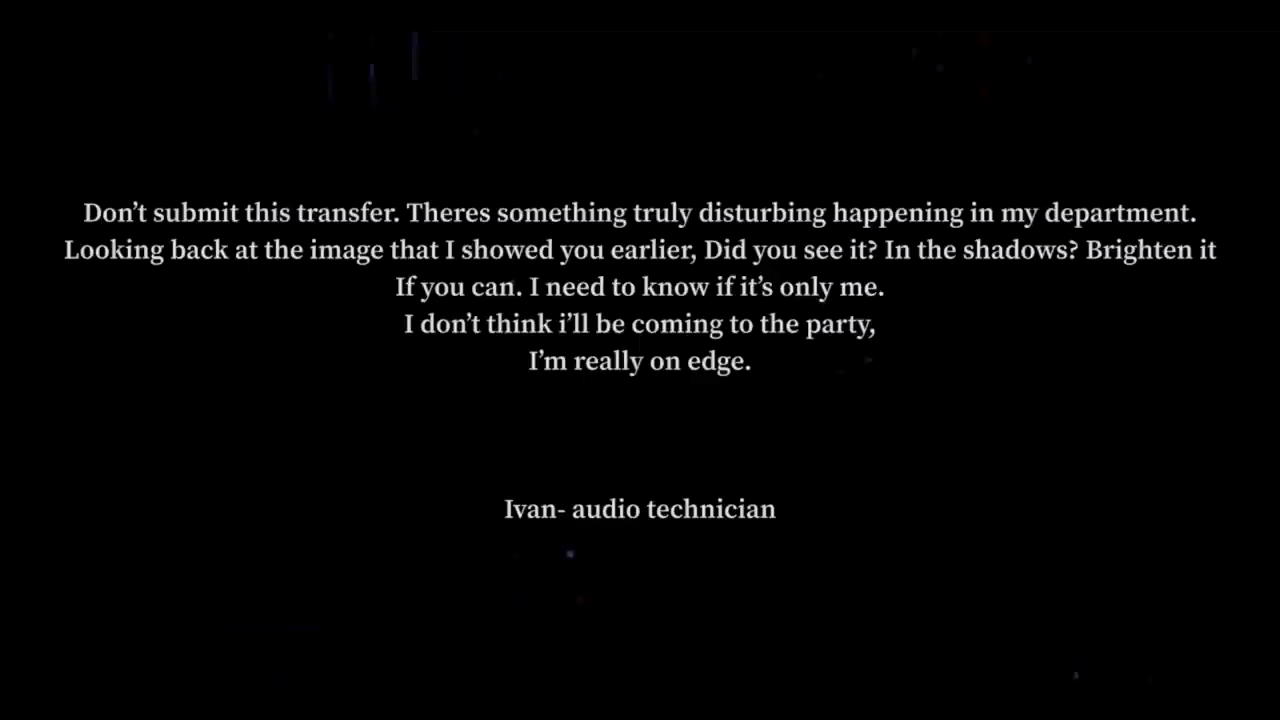 Don’t submit this transfer. Theres something truly disturbing happening in my department.
Looking back at the image that I showed you earlier, Did you see it? In the shadows? Brighten it
If you can. I need to know if it’s only me.
I don’t think i’ll be coming to the party,
I’m really on edge.
Ivan- audio technician